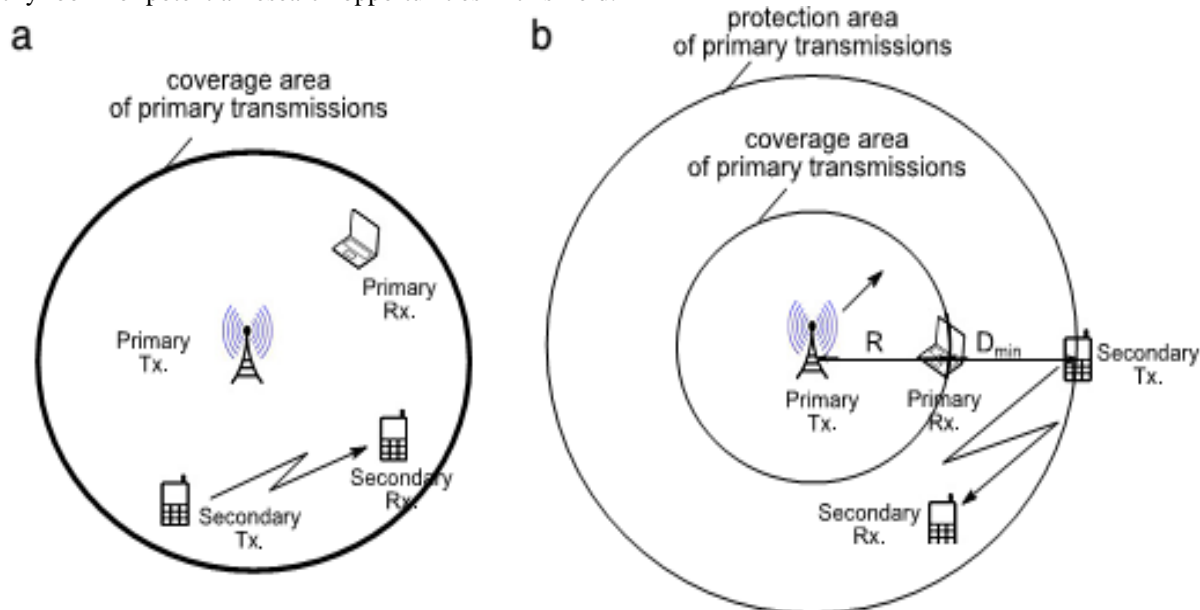 a
coverage area
of primary transmissions
Primary
Rx.
Primary
Tx.
Secondary
Rx.
Secondary
Tx.
b
protection area
of primary transmissions
coverage area
of primary transmissions
R
Dmin
Secondary
Tx.
Primary
Tx.
Primary
Rx.
Secondary
Rx.